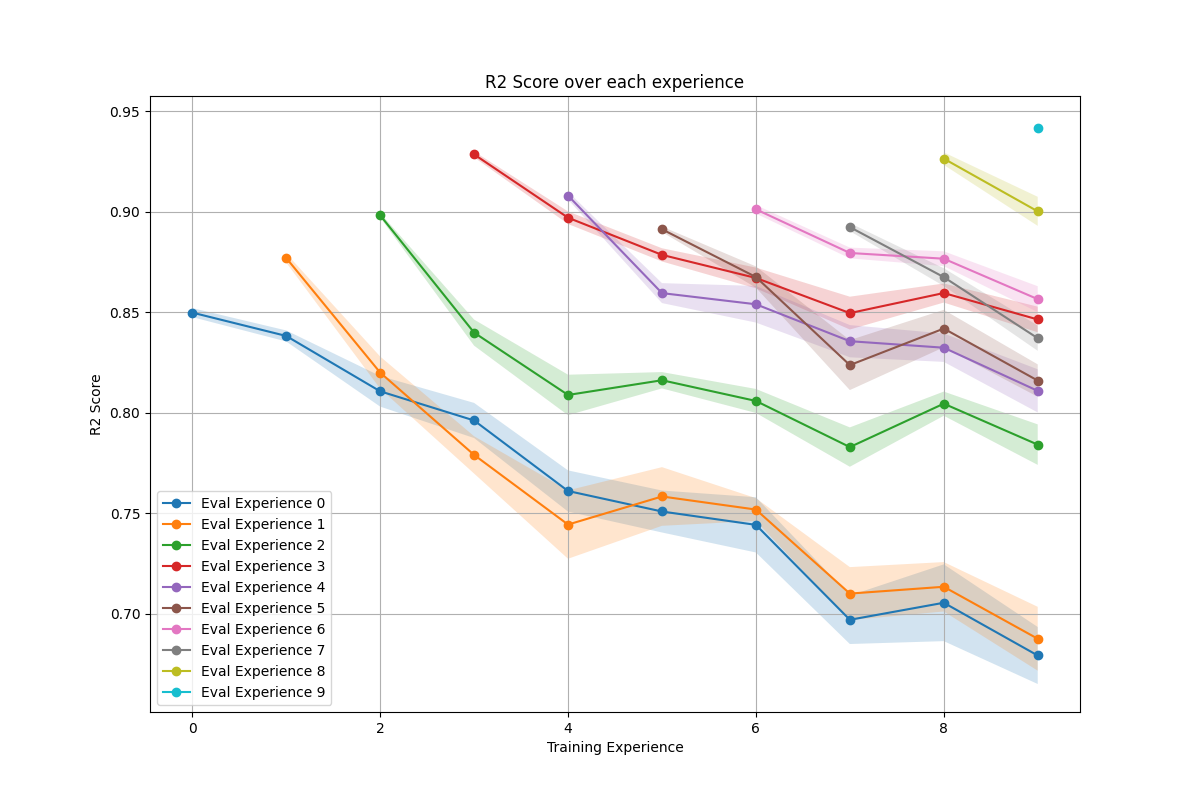 R2 Score over each experience
0.95
0.90
0.85
0.80
0.75
0.70
R2 Score
Eval Experience 0
Eval Experience 1
Eval Experience 2
Eval Experience 3
Eval Experience 4
Eval Experience 5
Eval Experience 6
Eval Experience 7
Eval Experience 8
Eval Experience 9
0 2 4 6 8
Training Experience